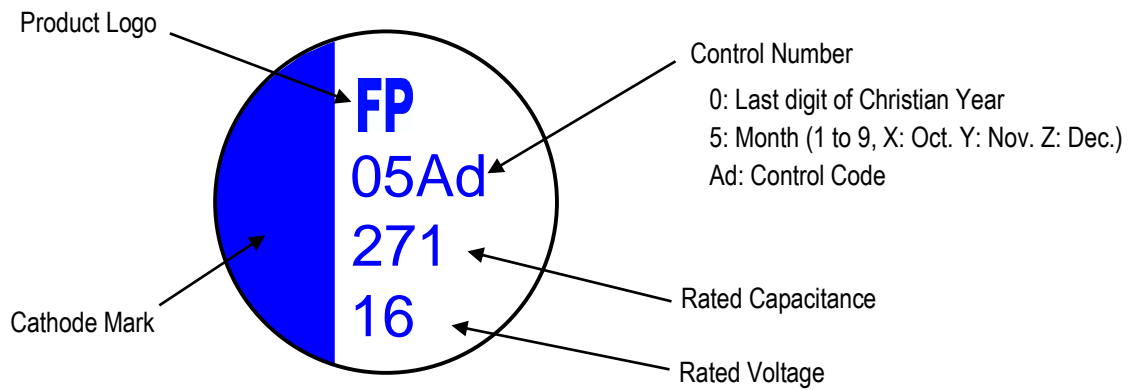 Product Logo
Control Number
0: Last digit of Christian Year
5: Month (1 to 9, X: Oct. Y: Nov. Z: Dec.)
Ad: Control Code
FP
05Ad
271
16
Rated Capacitance
Cathode Mark
Rated Voltage